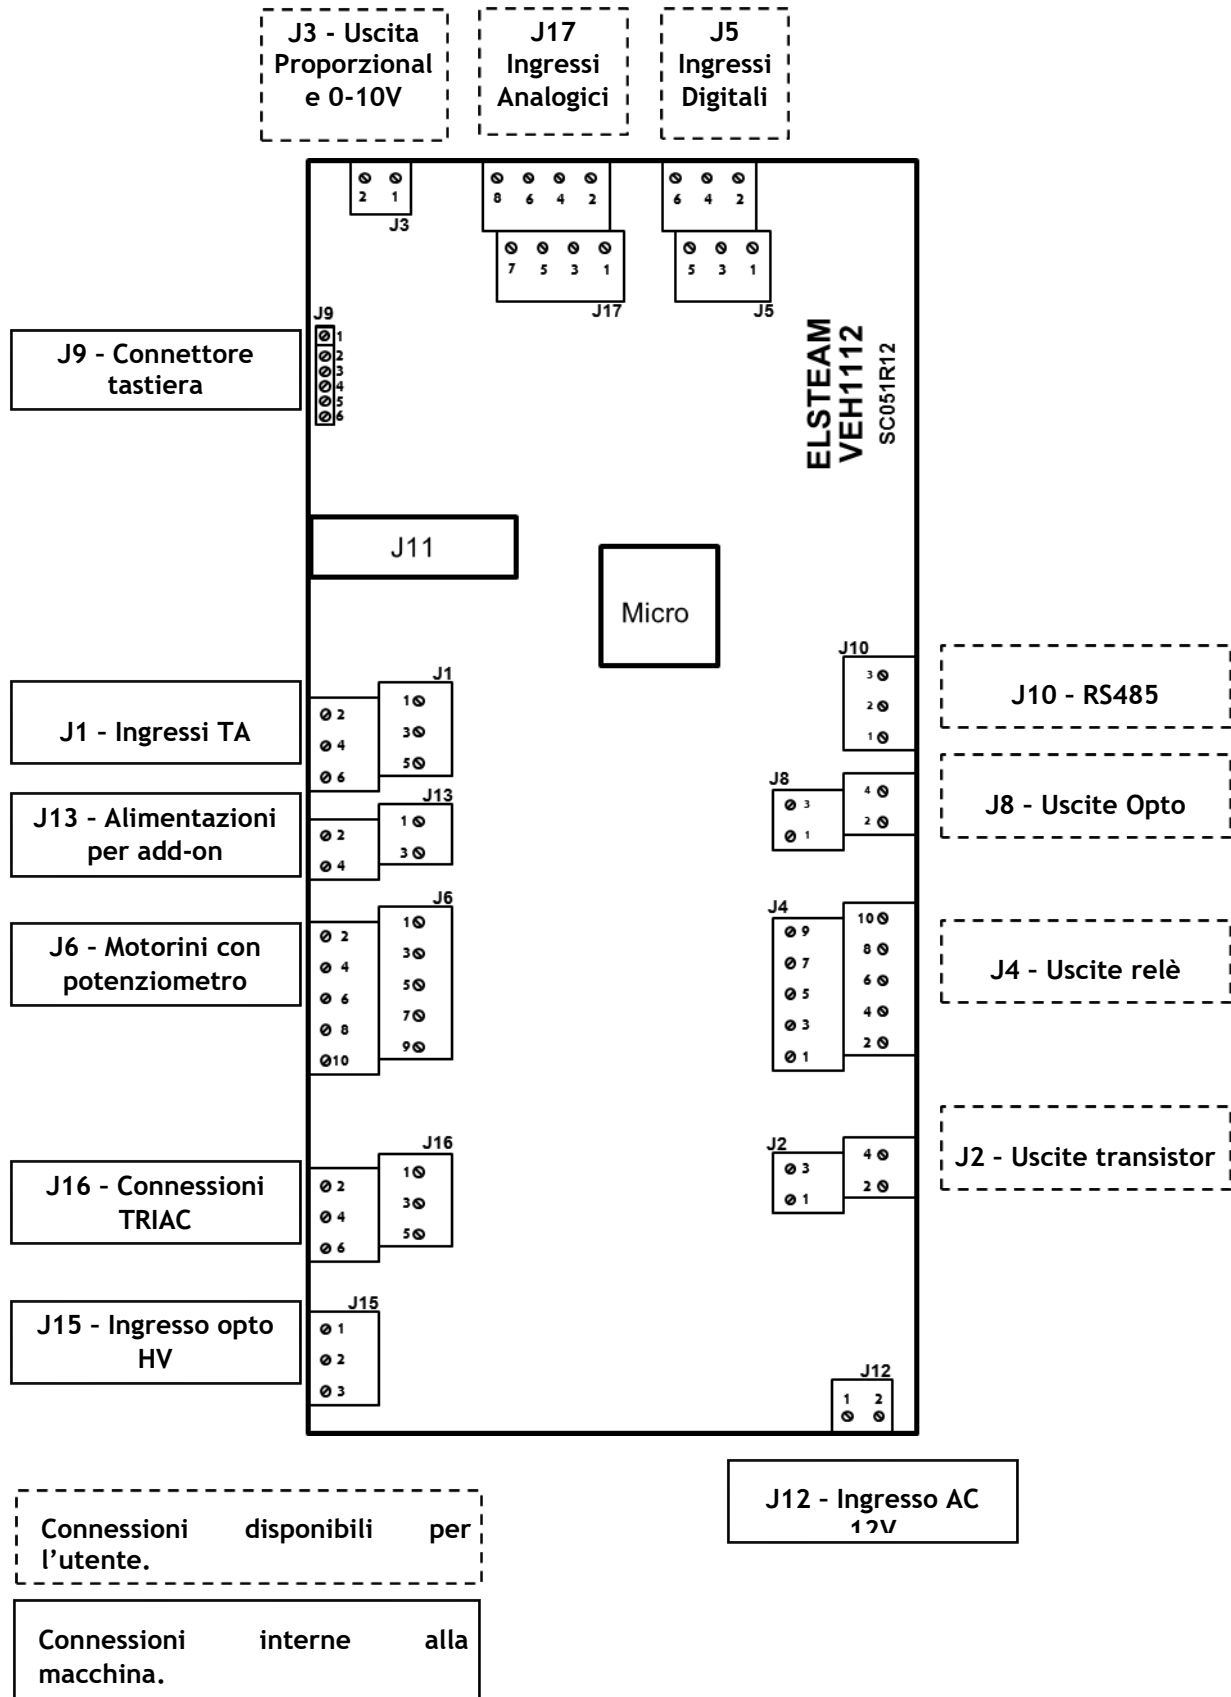 J3 - Uscita
Proporzional
e 0-10V
J17
Ingressi
Analogici
J5
Ingressi
Digitali
2 1
J3
8 6 4 2
7 5 3 1
J17
6 4 2
5 3 1
J5
J9
1
2
3
4
5
6
J9 – Connettore
tastiera
ELSTEAM
VEH1112
SC051R12
J11
Micro
J1 – Ingressi TA
J1
1
3
5
2
4
6
J13 – Alimentazioni
per add-on
J13
1
3
2
4
J6 – Motorini con
potenziometro
J6
1
3
5
7
9
2
4
6
8
10
J16 – Connessioni
TRIAC
J16
1
3
5
2
4
6
J15 – Ingresso opto
HV
J15
1
2
3
J10
3
2
1
J10 – RS485
J8
3
1
4
2
J8 – Uscite Opto
J4
9
7
5
3
1
10
8
6
4
2
J4 – Uscite relè
J2
3
1
4
2
J2 – Uscite transistor
J12
1 2
J12 – Ingresso AC
12V
Connessioni disponibili per
l’utente.
Connessioni interne alla
macchina.